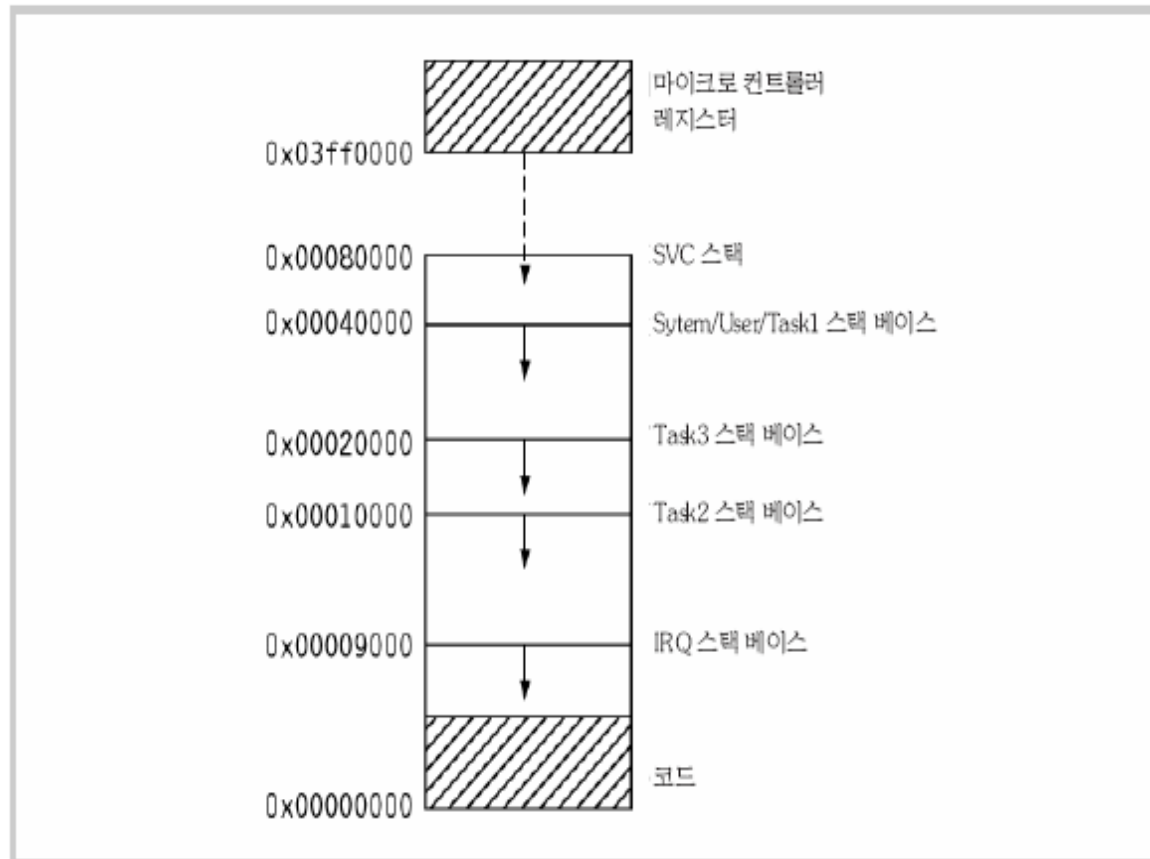 마이크로 컨트롤러
레지스터
0x03ff0000
0x00080000
SVC 스택
0x00040000
Sytem/User/Task1 스택 베이스
0x00020000
Task3 스택 베이스
0x00010000
Task2 스택 베이스
0x00009000
IRQ 스택 베이스
코드
0x00000000